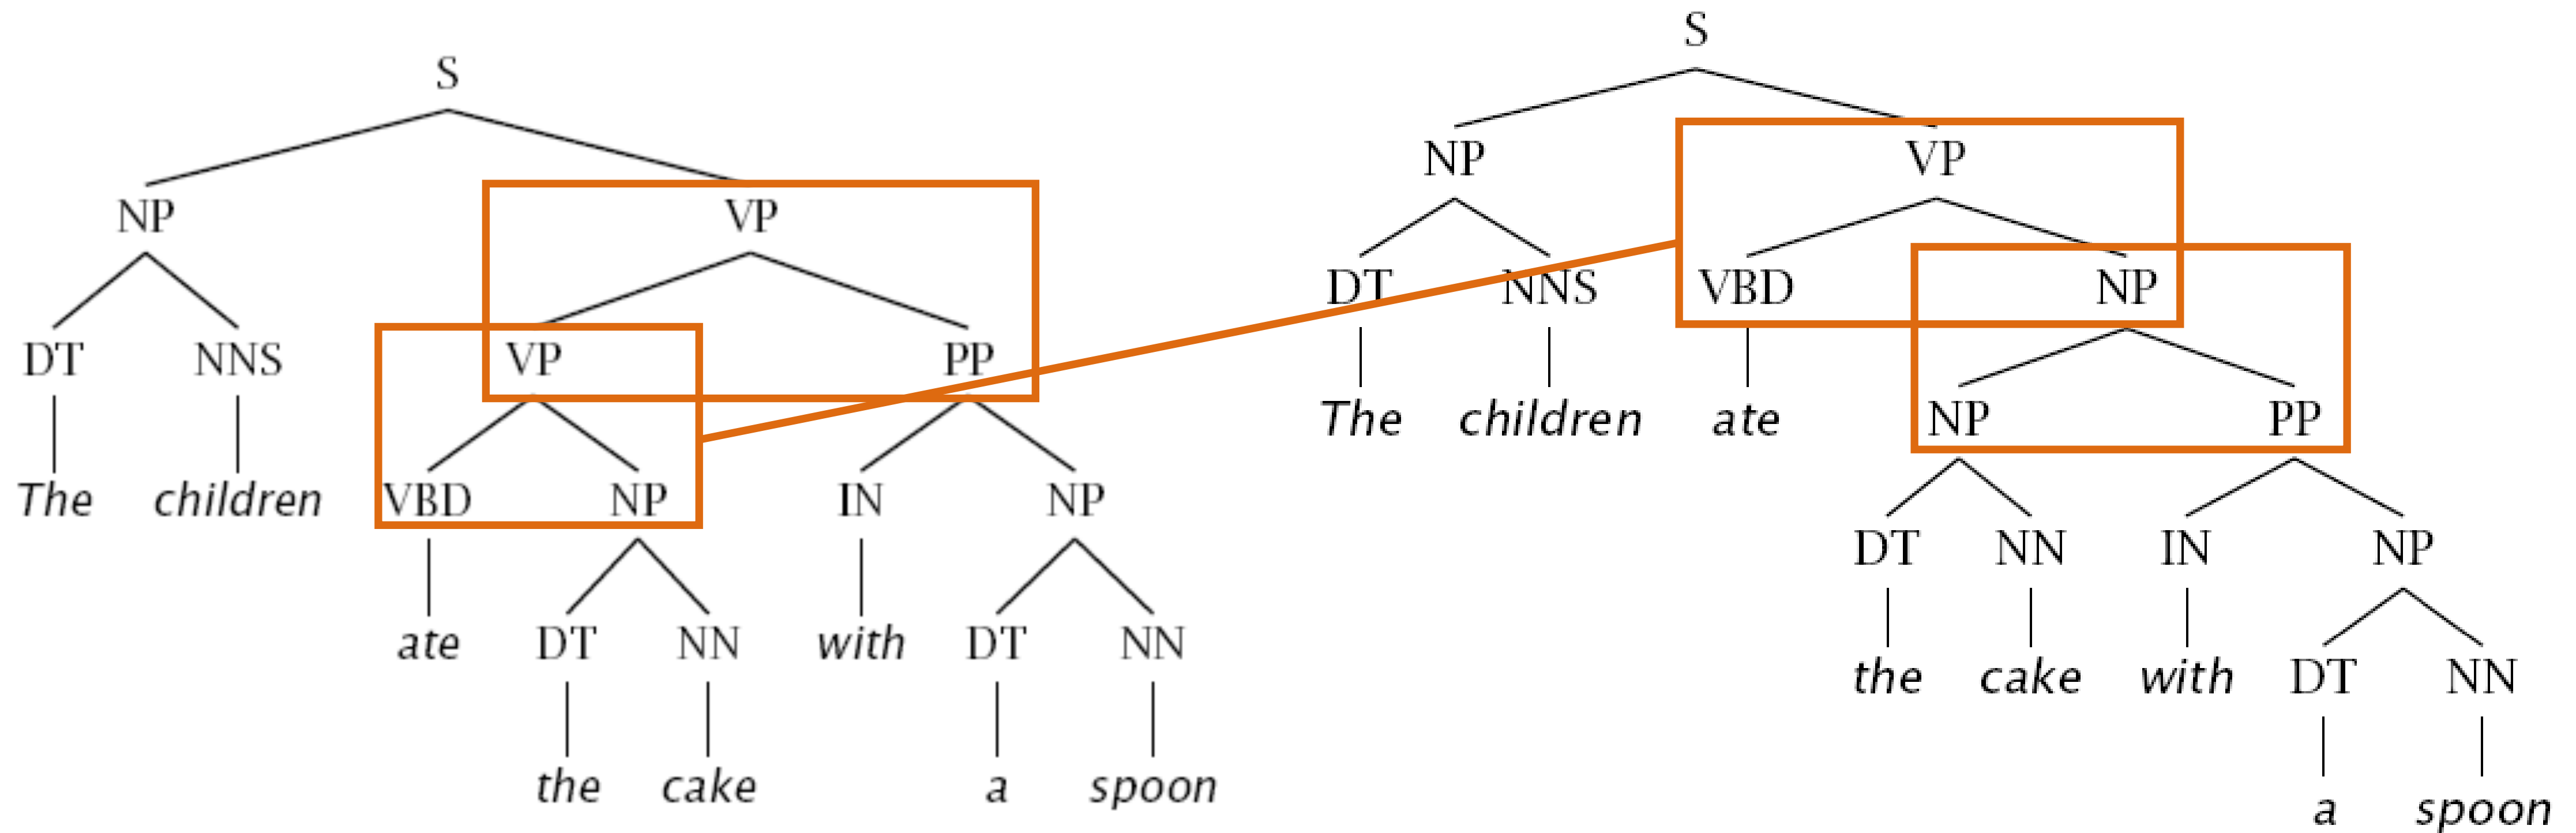 S
NP VP
DT NNS VP PP
The children VBD NP IN NP
ate DT NN with DT NN
the cake a spoon
S
NP VP
DT NNS VBD NP
The children ate NP PP
DT NN IN NP
the cake with DT NN
a spoon